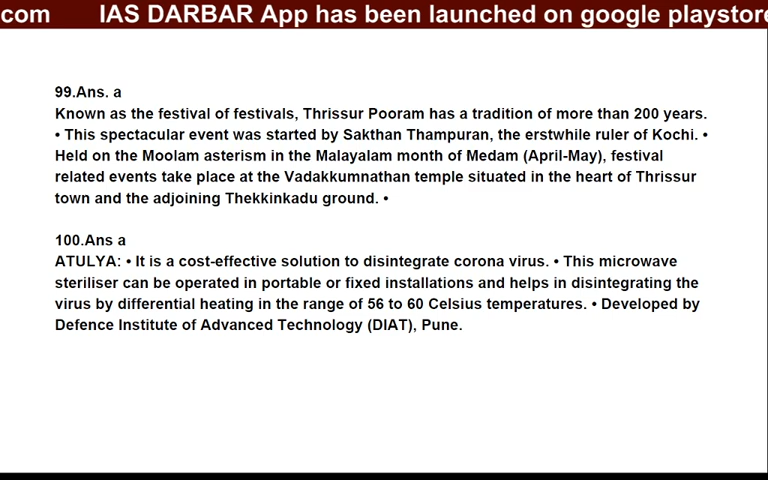 com IAS DARBAR App has been launched on google playstore
99.Ans. a
Known as the festival of festivals, Thrissur Pooram has a tradition of more than 200 years.
• This spectacular event was started by Sakthan Thampuran, the erstwhile ruler of Kochi. •
Held on the Moolam asterism in the Malayalam month of Medam (April-May), festival
related events take place at the Vadakkumnathan temple situated in the heart of Thrissur
town and the adjoining Thekkinkadu ground. •
100.Ans a
ATULYA: • It is a cost-effective solution to disintegrate corona virus. • This microwave
steriliser can be operated in portable or fixed installations and helps in disintegrating the
virus by differential heating in the range of 56 to 60 Celsius temperatures. • Developed by
Defence Institute of Advanced Technology (DIAT), Pune.